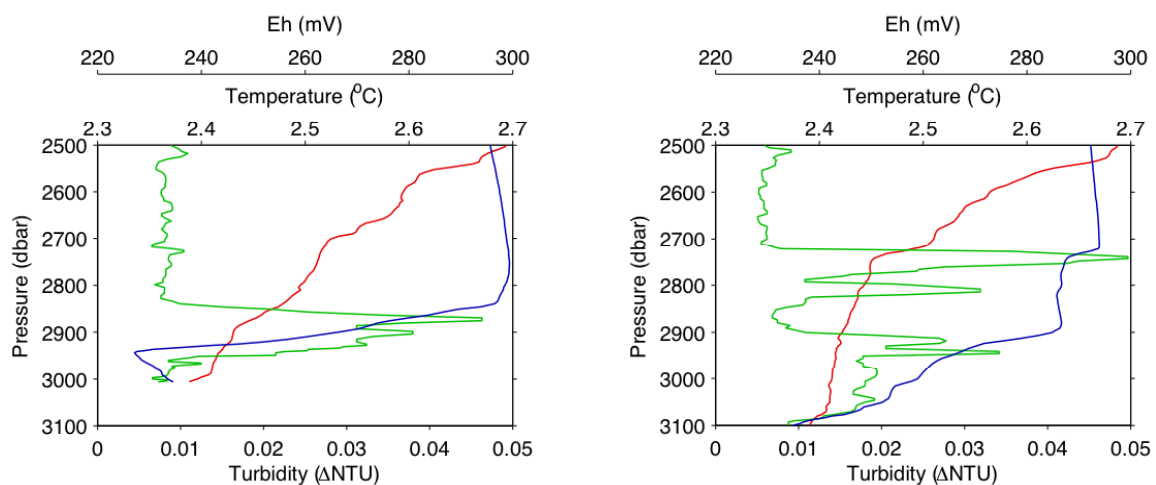 Eh (mV)
220 240 260 280 300
Temperature (⁰C)
2.3 2.4 2.5 2.6 2.7
2500
2600
2700
2800
2900
3000
3100
Pressure (dbar)
0 0.01 0.02 0.03 0.04 0.05
Turbidity (ΔNTU)
Eh (mV)
220 240 260 280 300
Temperature (⁰C)
2.3 2.4 2.5 2.6 2.7
2500
2600
2700
2800
2900
3000
3100
Pressure (dbar)
0 0.01 0.02 0.03 0.04 0.05
Turbidity (ΔNTU)